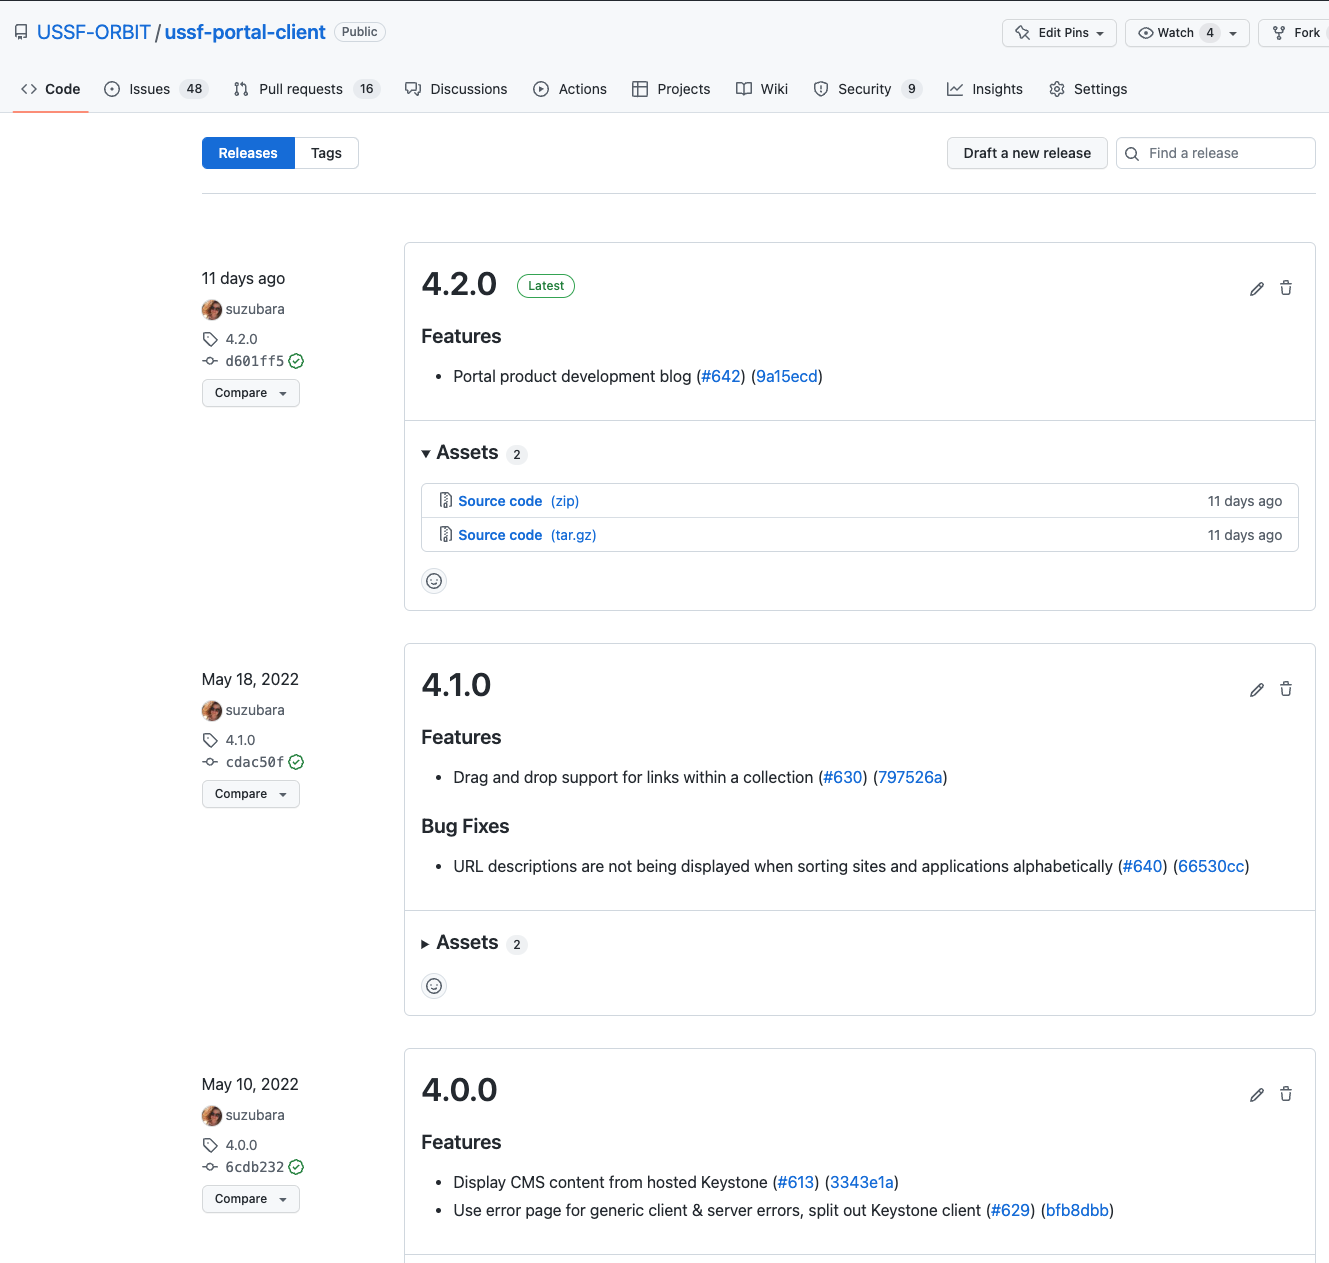 USSF-ORBIT / ussf-portal-client Public
Edit Pins Watch 4 Fork
Code Issues 48 Pull requests 16 Discussions Actions Projects Wiki Security 9 Insights Settings
Releases Tags
Draft a new release Find a release
11 days ago
suzubara
4.2.0
d601ff5
Compare
4.2.0 Latest
Features
• Portal product development blog (#642) (9a15ecd)
Assets 2
Source code (zip) 11 days ago
Source code (tar.gz) 11 days ago
May 18, 2022
suzubara
4.1.0
cdac50f
Compare
4.1.0
Features
• Drag and drop support for links within a collection (#630) (797526a)
Bug Fixes
• URL descriptions are not being displayed when sorting sites and applications alphabetically (#640) (66530cc)
Assets 2
May 10, 2022
suzubara
4.0.0
6cdb232
Compare
4.0.0
Features
• Display CMS content from hosted Keystone (#613) (3343e1a)
• Use error page for generic client & server errors, split out Keystone client (#629) (bfb8dbb)